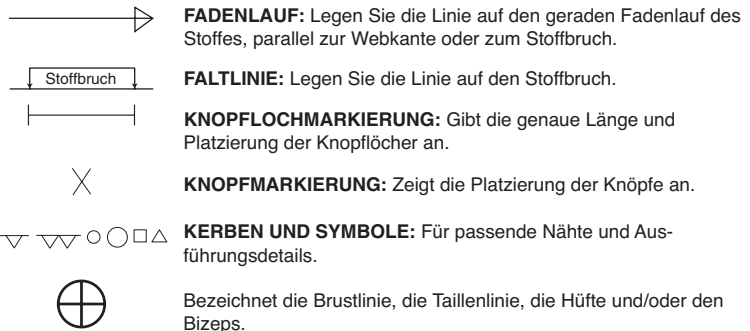 FADENLAUF: Legen Sie die Linie auf den geraden Fadenlauf des
Stoffes, parallel zur Webkante oder zum Stoffbruch.
Stoffbruch
FALTLINIE: Legen Sie die Linie auf den Stoffbruch.
KNOPFLOCHMARKIERUNG: Gibt die genaue Länge und
Platzierung der Knopflöcher an.
KNOPFMARKIERUNG: Zeigt die Platzierung der Knöpfe an.
KERBEN UND SYMBOLE: Für passende Nähte und Aus-
führungsdetails.
Bezeichnet die Brustlinie, die Taillenlinie, die Hüfte und/oder den
Bizeps.